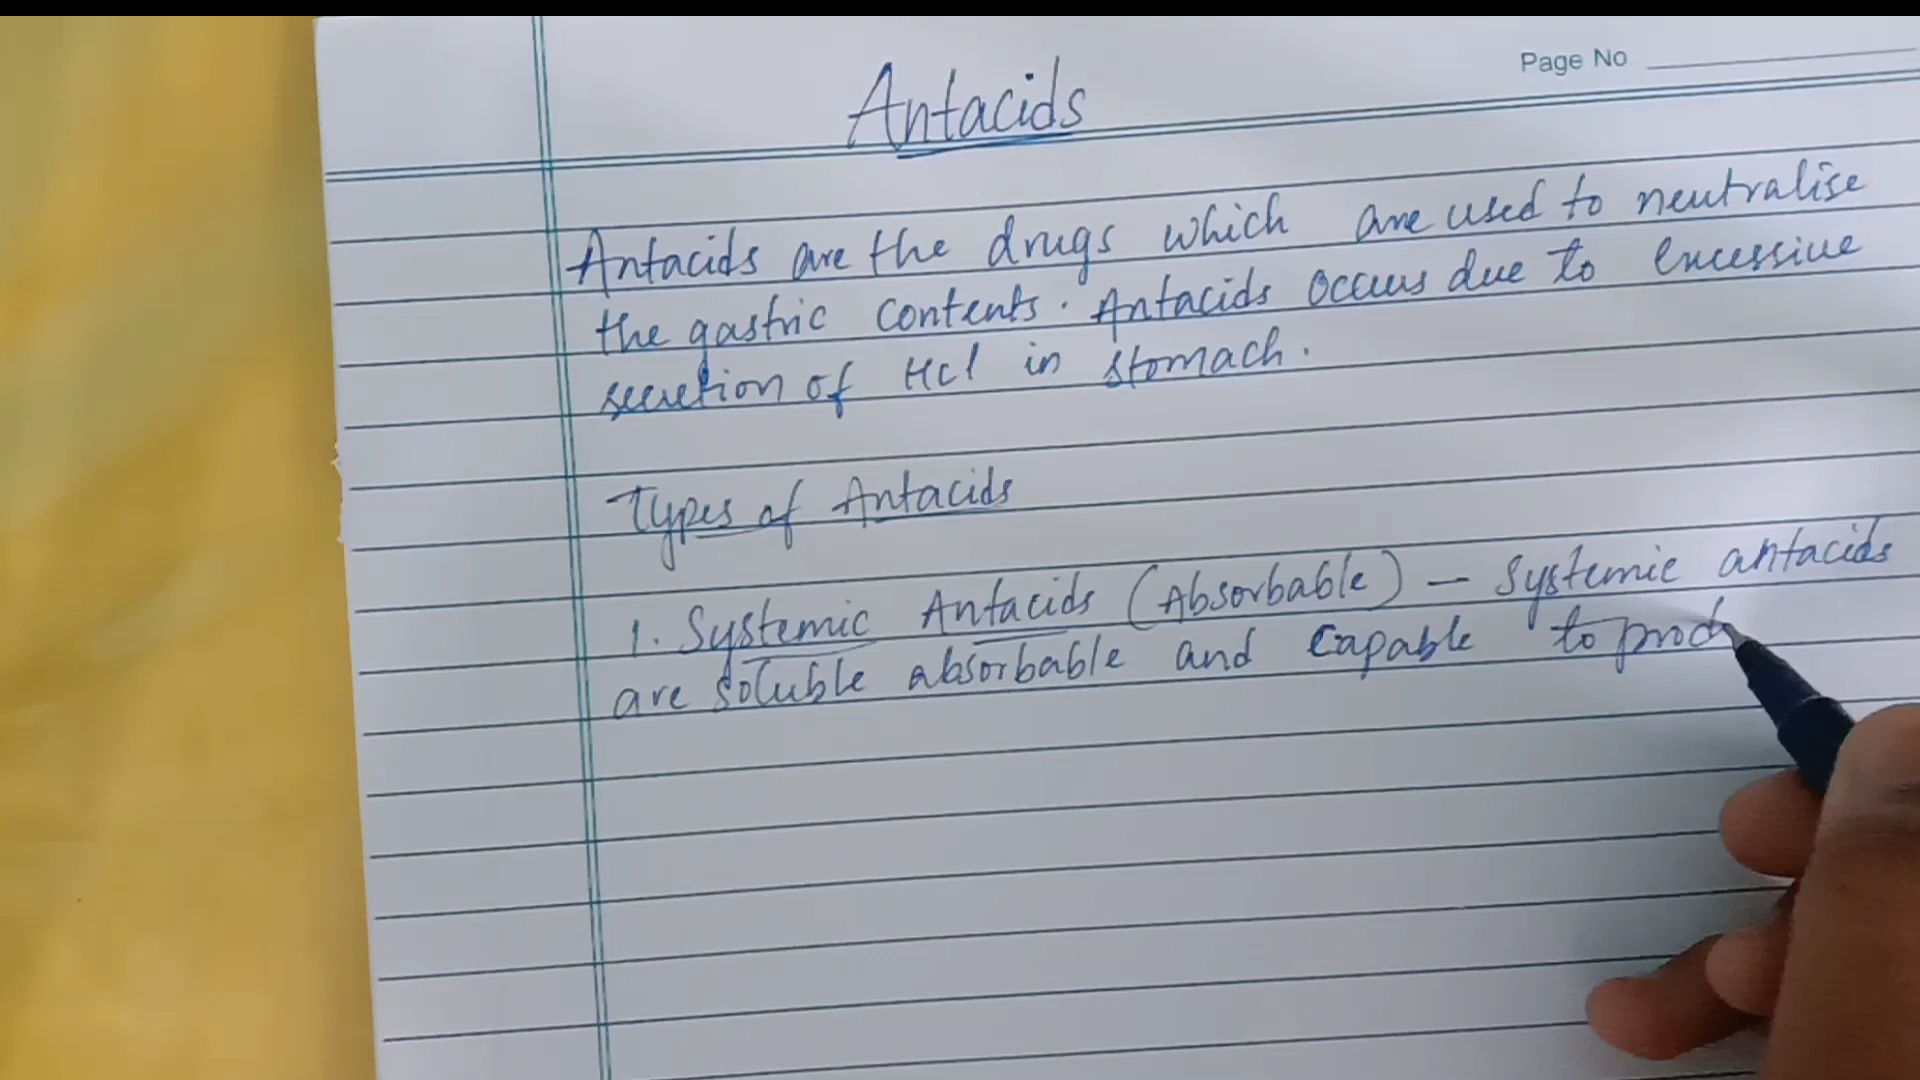 Page No
Antacids
Antacids are the drugs which are used to neutralise
the gastric contents. Antacids occurs due to excessive
secretion of Hcl in stomach.
Types of Antacids
1. Systemic Antacids (Absorbable) - Systemic antacids
are soluble absorbable and capable to prod